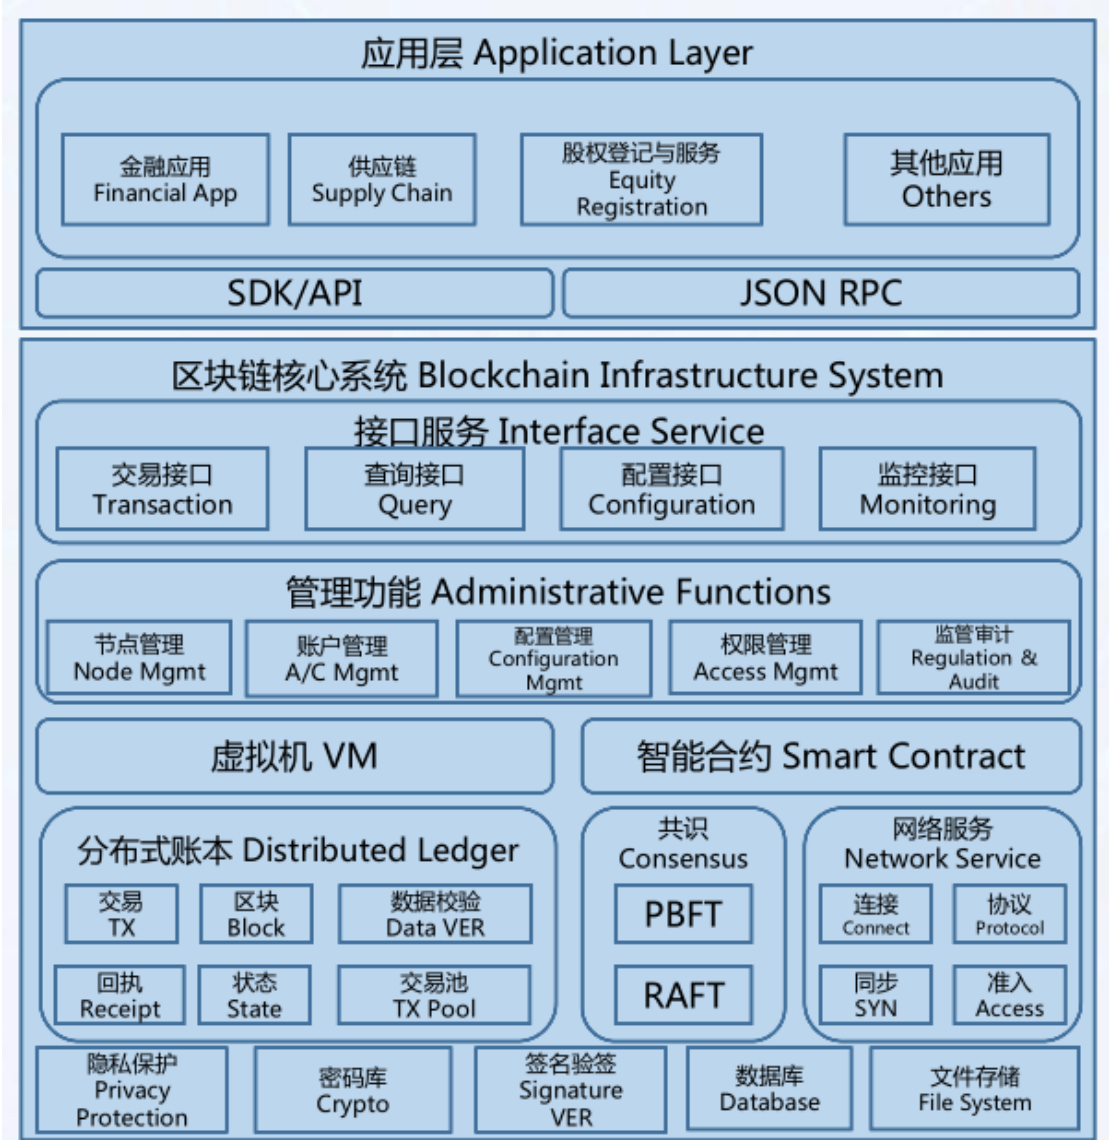 应用层 Application Layer
金融应用
Financial App
供应链
Supply Chain
股权登记与服务
Equity
Registration
其他应用
Others
SDK/API
JSON RPC
区块链核心系统 Blockchain Infrastructure System
接口服务 Interface Service
交易接口
Transaction
查询接口
Query
配置接口
Configuration
监控接口
Monitoring
管理功能 Administrative Functions
节点管理
Node Mgmt
账户管理
A/C Mgmt
配置管理
Configuration
Mgmt
权限管理
Access Mgmt
监管审计
Regulation &
Audit
虚拟机 VM
智能合约 Smart Contract
分布式账本 Distributed Ledger
交易
TX
区块
Block
数据校验
Data VER
回执
Receipt
状态
State
交易池
TX Pool
共识
Consensus
PBFT
RAFT
网络服务
Network Service
连接
Connect
协议
Protocol
同步
SYN
准入
Access
隐私保护
Privacy
Protection
密码库
Crypto
签名验签
Signature
VER
数据库
Database
文件存储
File System